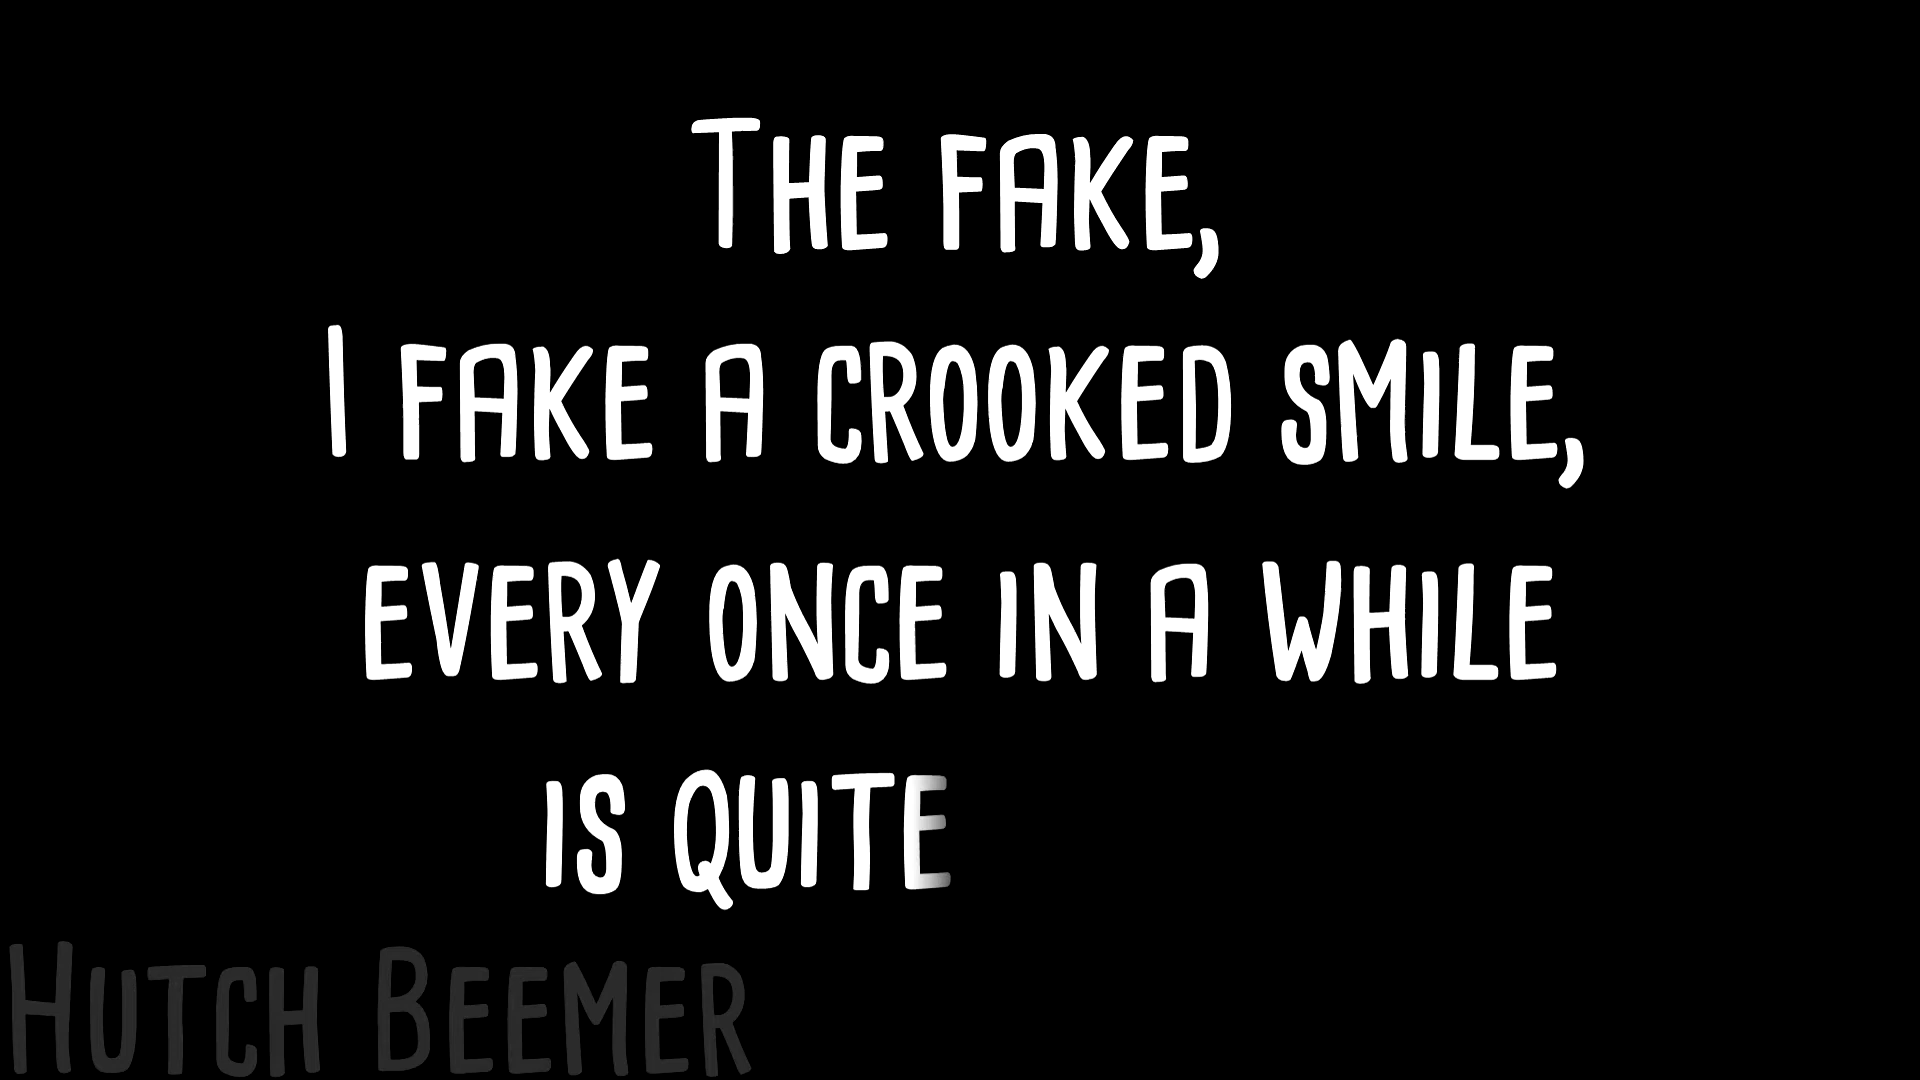 The fake,
I fake a crooked smile,
every once in a while
is quite
Hutch Beemer